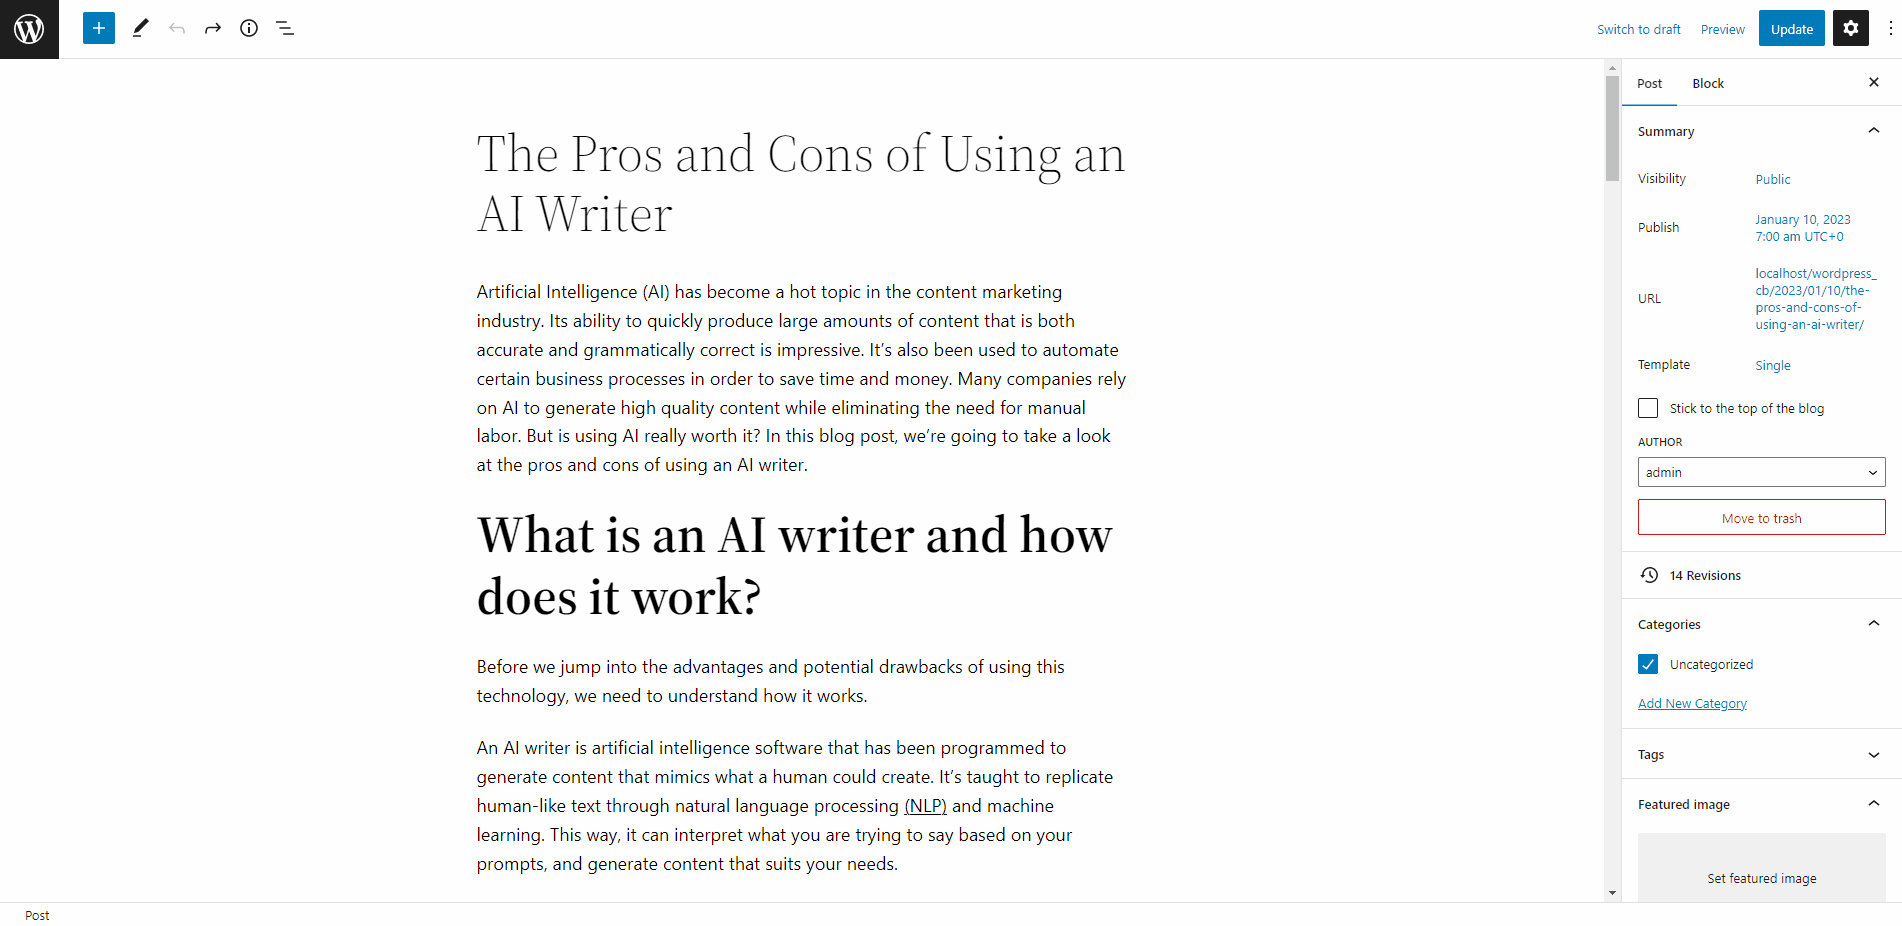 Switch to draft Preview Update
The Pros and Cons of Using an
AI Writer
Artificial Intelligence (AI) has become a hot topic in the content marketing
industry. Its ability to quickly produce large amounts of content that is both
accurate and grammatically correct is impressive. It’s also been used to automate
certain business processes in order to save time and money. Many companies rely
on AI to generate high quality content while eliminating the need for manual
labor. But is using AI really worth it? In this blog post, we’re going to take a look
at the pros and cons of using an AI writer.
What is an AI writer and how
does it work?
Before we jump into the advantages and potential drawbacks of using this
technology, we need to understand how it works.
An AI writer is artificial intelligence software that has been programmed to
generate content that mimics what a human could create. It’s taught to replicate
human-like text through natural language processing (NLP) and machine
learning. This way, it can interpret what you are trying to say based on your
prompts, and generate content that suits your needs.
Post Block
Summary
Visibility Public
Publish January 10, 2023
7:00 am UTC+0
URL localhost/wordpress_
cb/2023/01/10/the-
pros-and-cons-of-
using-an-ai-writer/
Template Single
Stick to the top of the blog
AUTHOR
admin
Move to trash
14 Revisions
Categories
Uncategorized
Add New Category
Tags
Featured image
Set featured image
Post